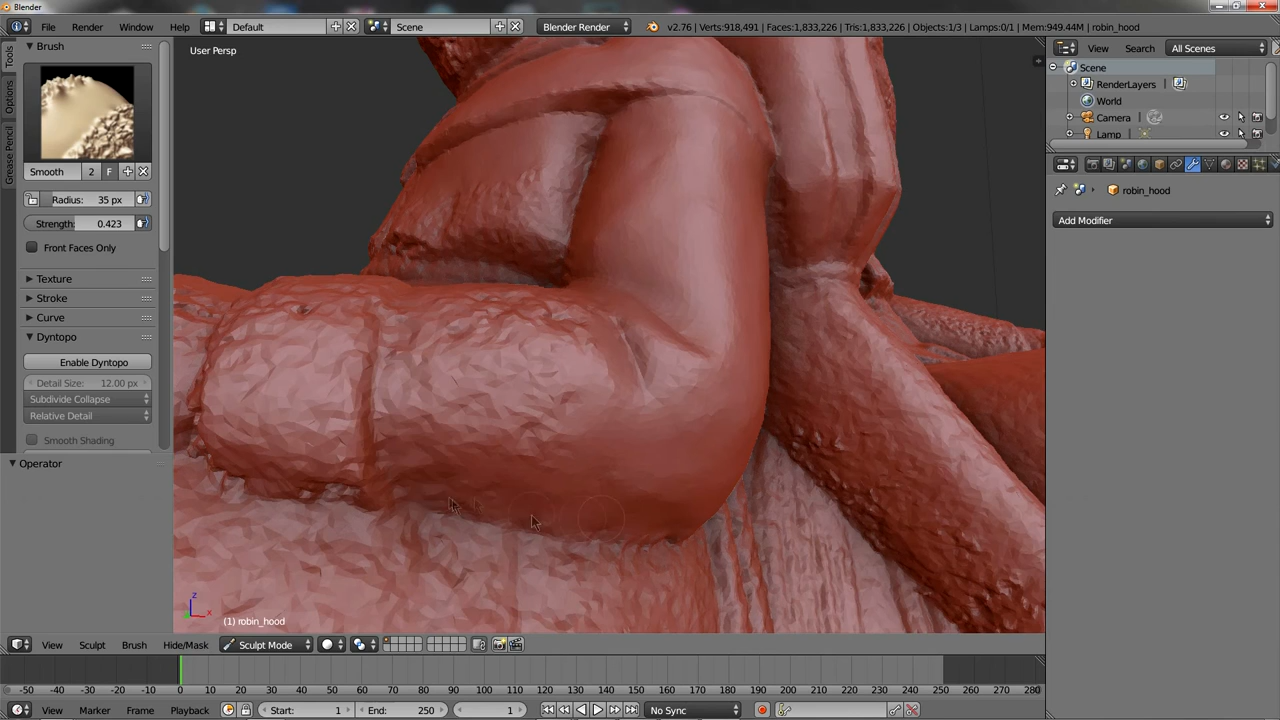 Blender
File Render Window Help Default Scene Blender Render v2.76 | Verts:918,491 | Faces:1,833,226 | Tris:1,833,226 | Objects:1/3 | Lamps:0/1 | Mem:949.44M | robin_hood
Brush
User Persp
View Search All Scenes
Scene
RenderLayers
World
Camera
Lamp
Tools
Options
Grease Pencil
Smooth 2 F
Radius: 35 px
Strength: 0.423
Front Faces Only
Texture
Stroke
Curve
Dyntopo
Enable Dyntopo
Detail Size: 12.00 px
Subdivide Collapse
Relative Detail
Smooth Shading
Operator
robin_hood
Add Modifier
z
x
(1) robin_hood
View Sculpt Brush Hide/Mask Sculpt Mode
-50 -40 -30 -20 -10 0 10 20 30 40 50 60 70 80 90 100 110 120 130 140 150 160 170 180 190 200 210 220 230 240 250 260 270 280
View Marker Frame Playback Start: 1 End: 250 1 No Sync